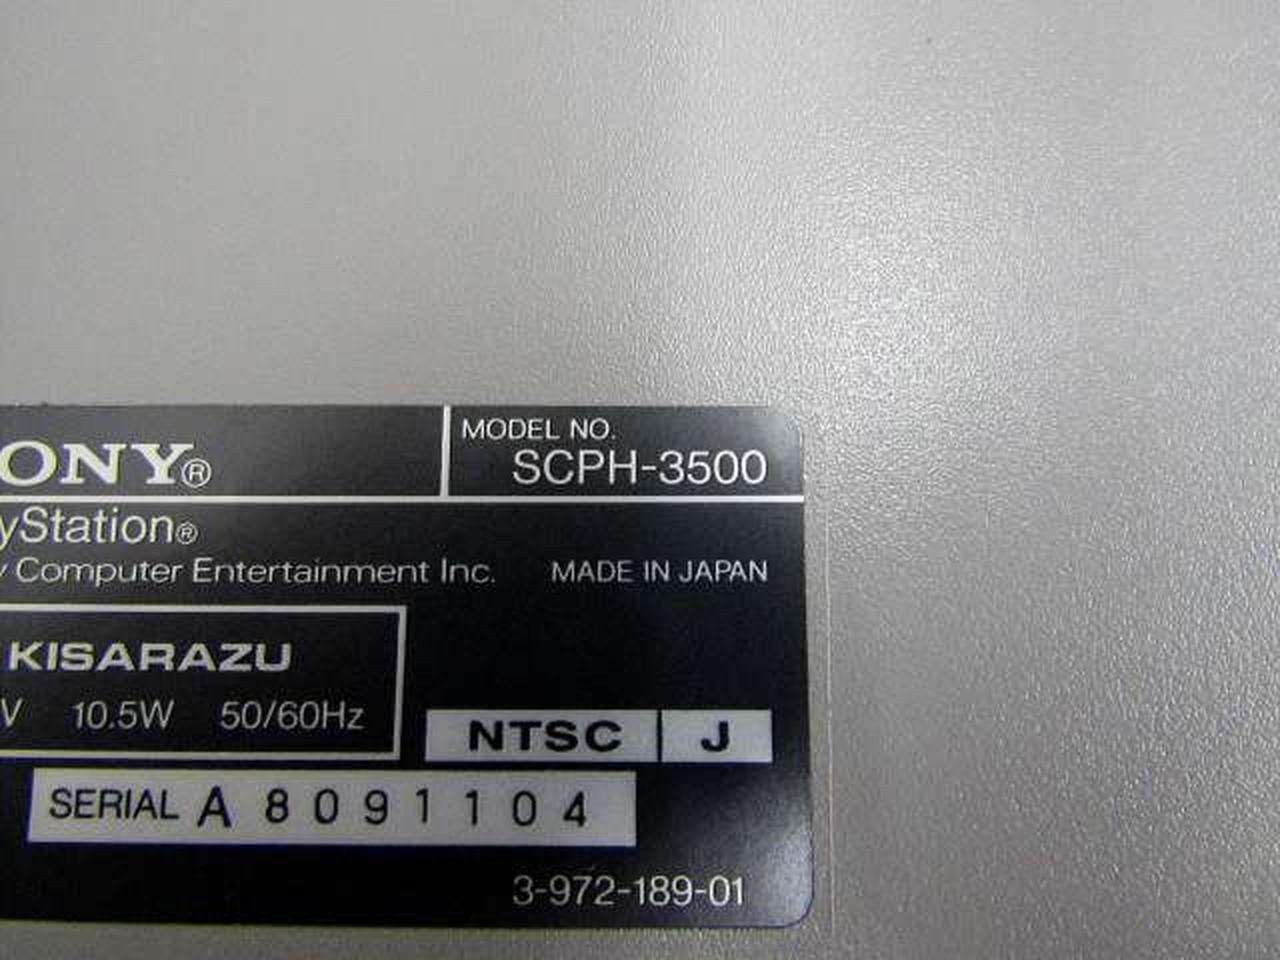 ONY®
MODEL NO.
SCPH-3500
yStation®
y Computer Entertainment Inc.
MADE IN JAPAN
KISARAZU
V 10.5W 50/60Hz
NTSC J
SERIAL A 8091104
3-972-189-01